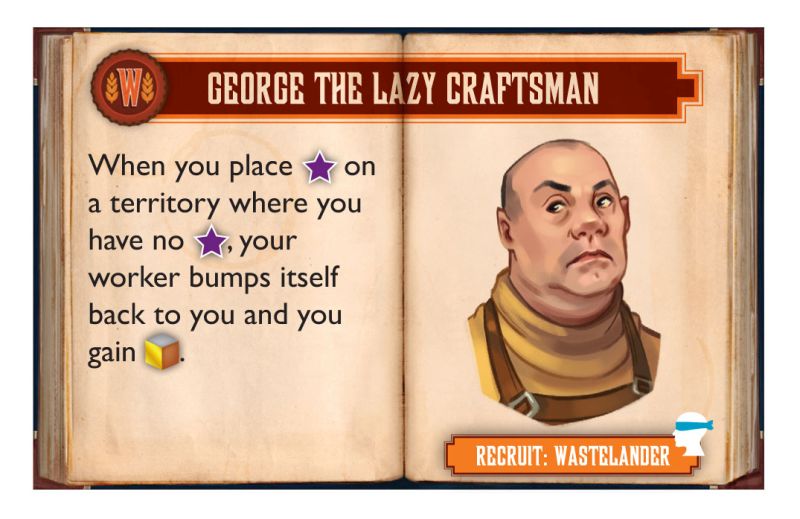 W
GEORGE THE LAZY CRAFTSMAN
When you place ★ on
a territory where you
have no ★, your
worker bumps itself
back to you and you
gain .
RECRUIT: WASTELANDER